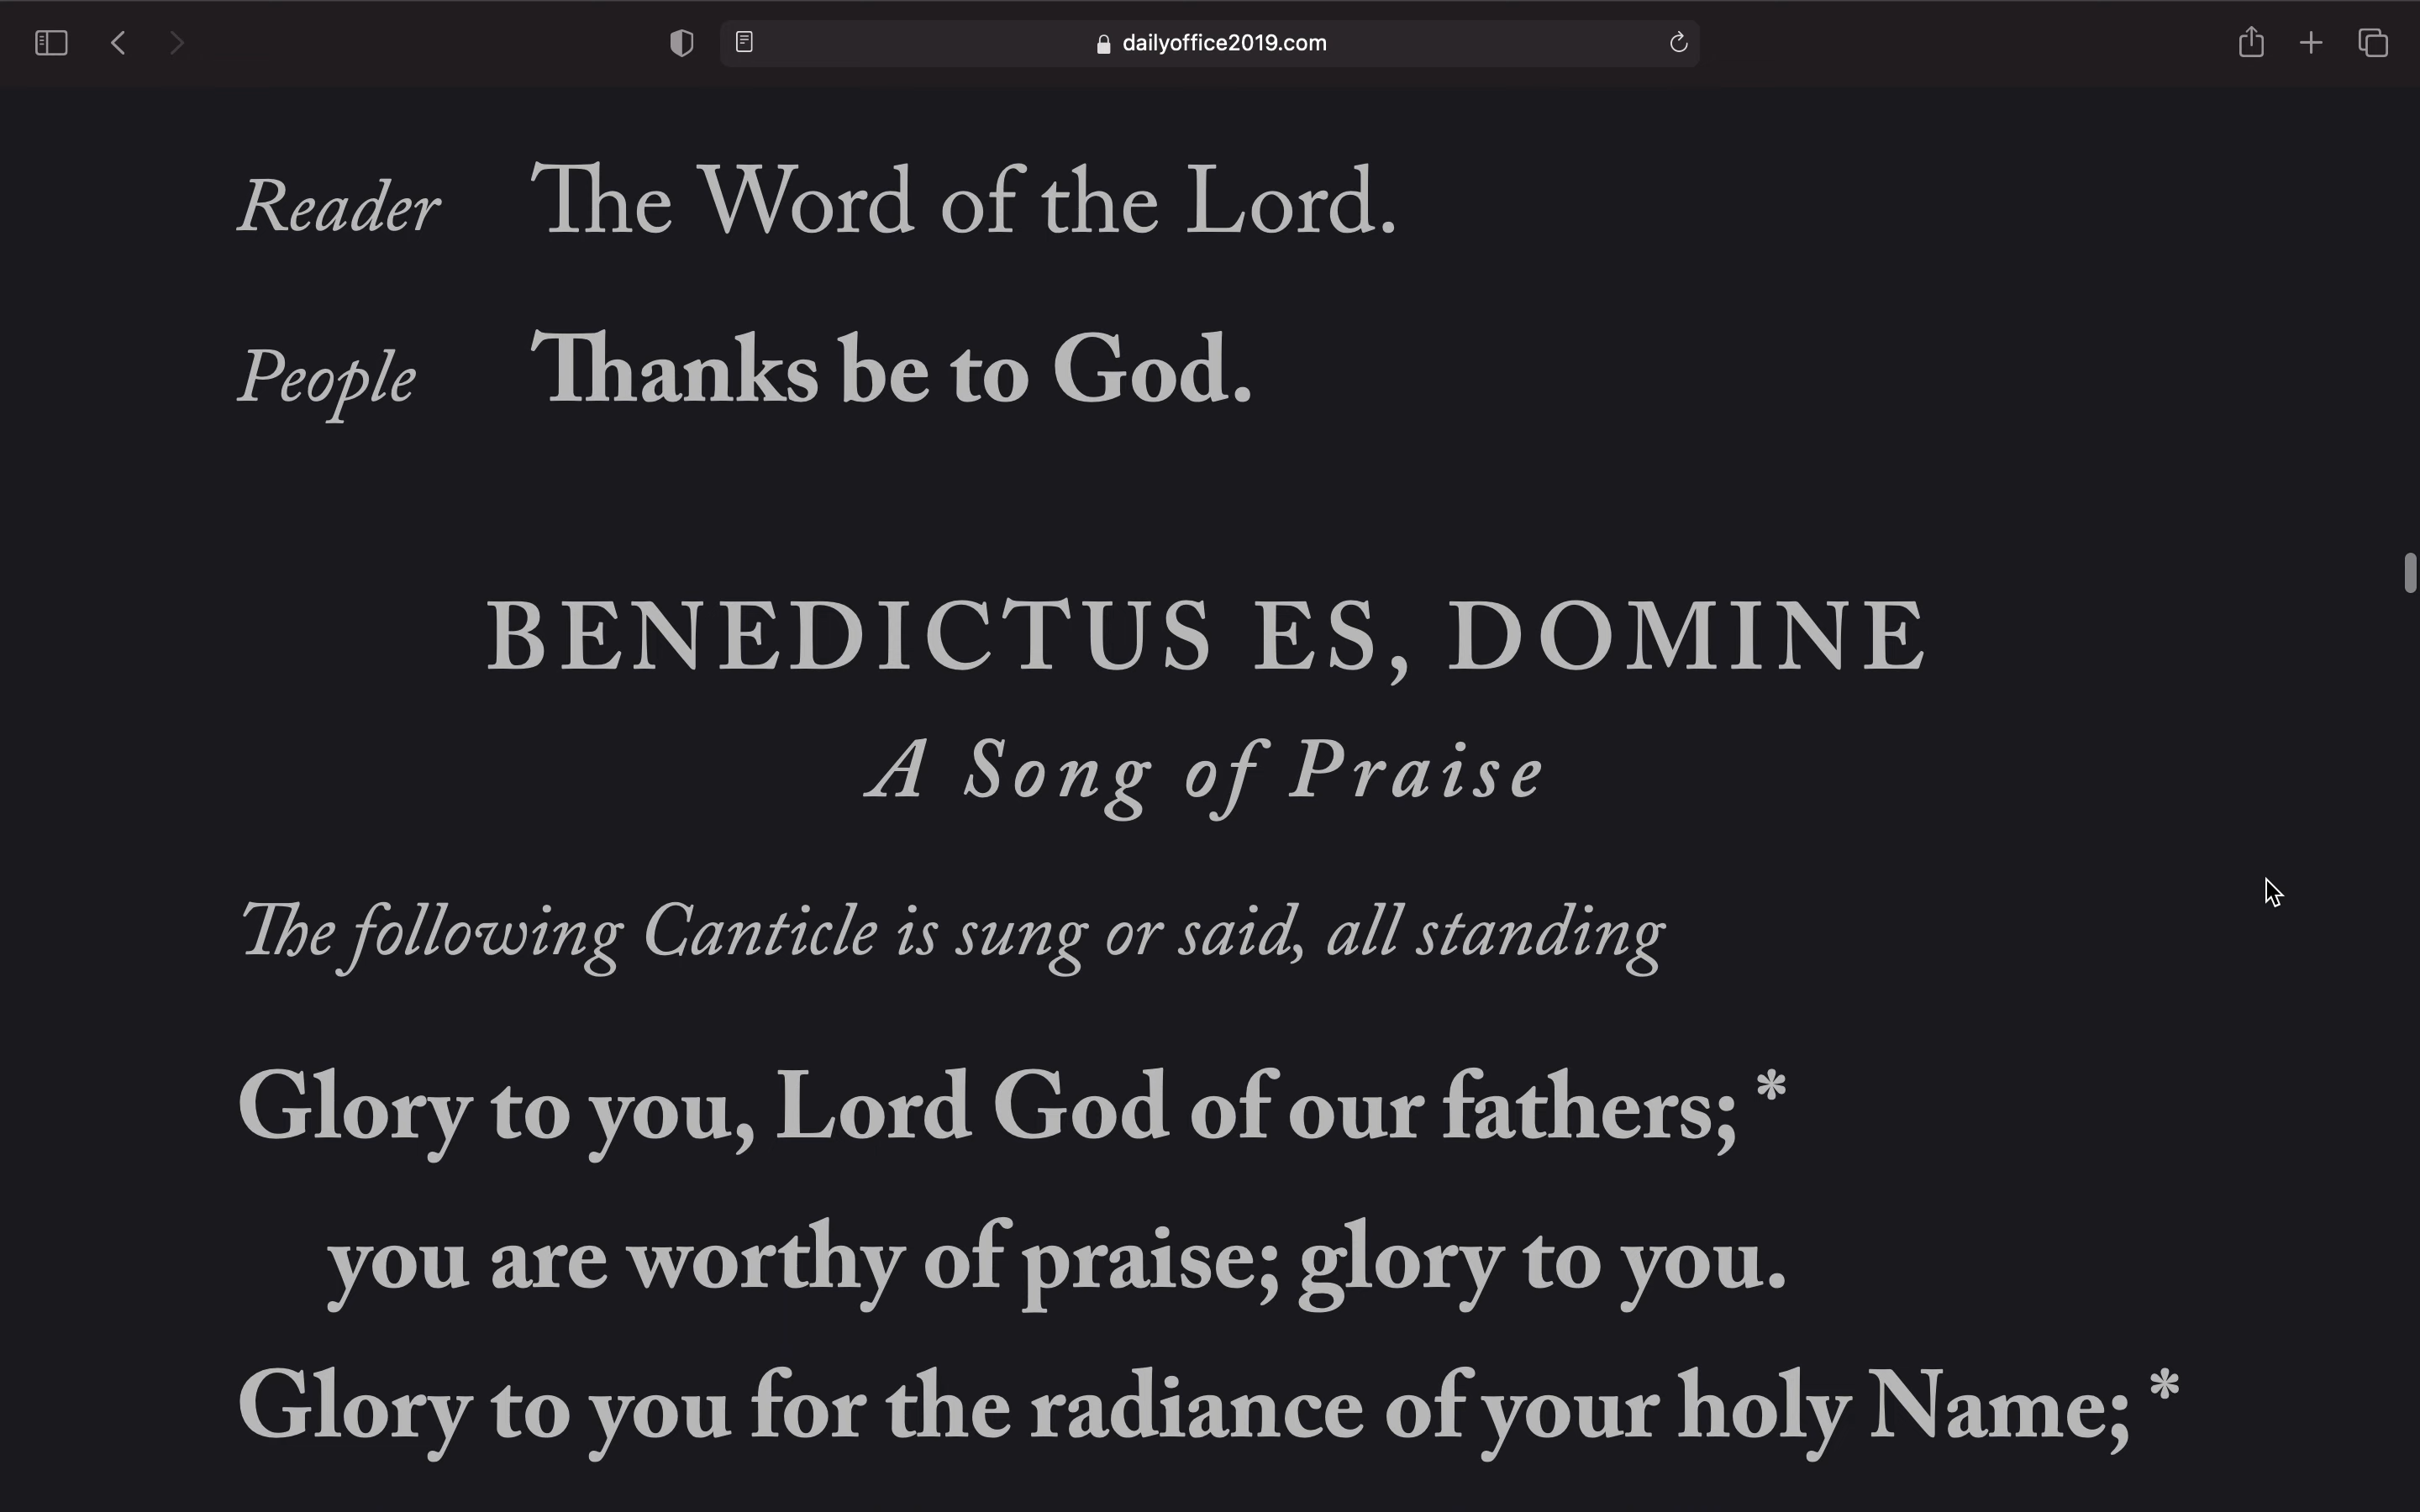 dailyoffice2019.com
Reader The Word of the Lord.
People Thanks be to God.
BENEDICTUS ES, DOMINE
A Song of Praise
The following Canticle is sung or said, all standing
Glory to you, Lord God of our fathers; *
you are worthy of praise; glory to you.
Glory to you for the radiance of your holy Name; *